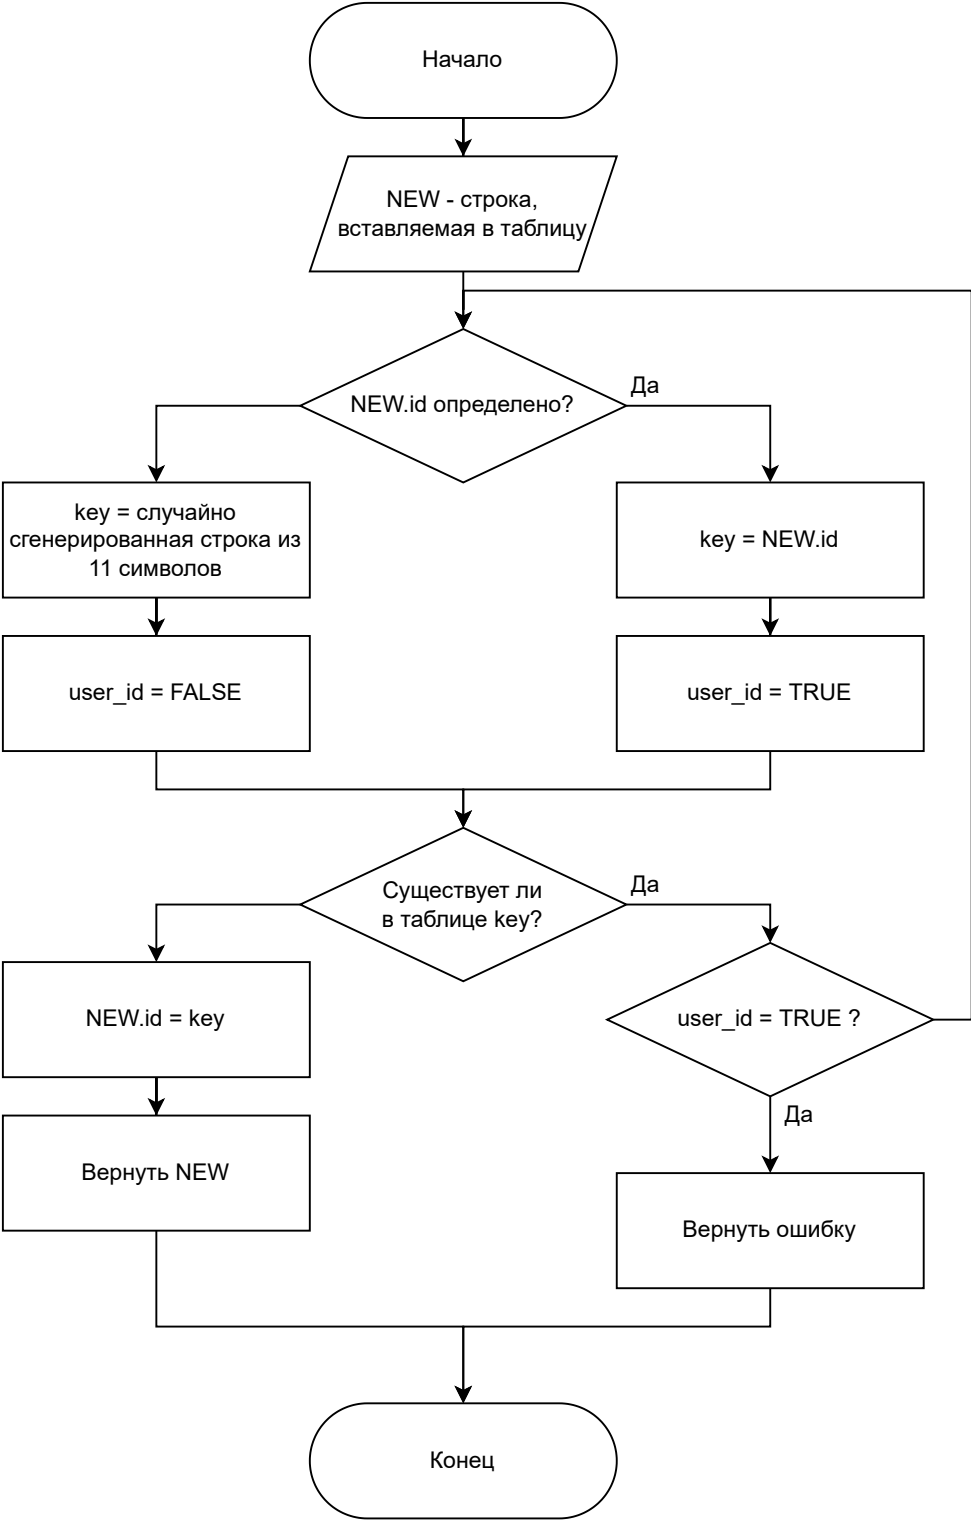 Начало
NEW - строка,
вставляемая в таблицу
NEW.id определено?
Да
key = случайно
сгенерированная строка из
11 символов
key = NEW.id
user_id = FALSE
user_id = TRUE
Существует ли
в таблице key?
Да
NEW.id = key
user_id = TRUE ?
Да
Вернуть NEW
Вернуть ошибку
Конец